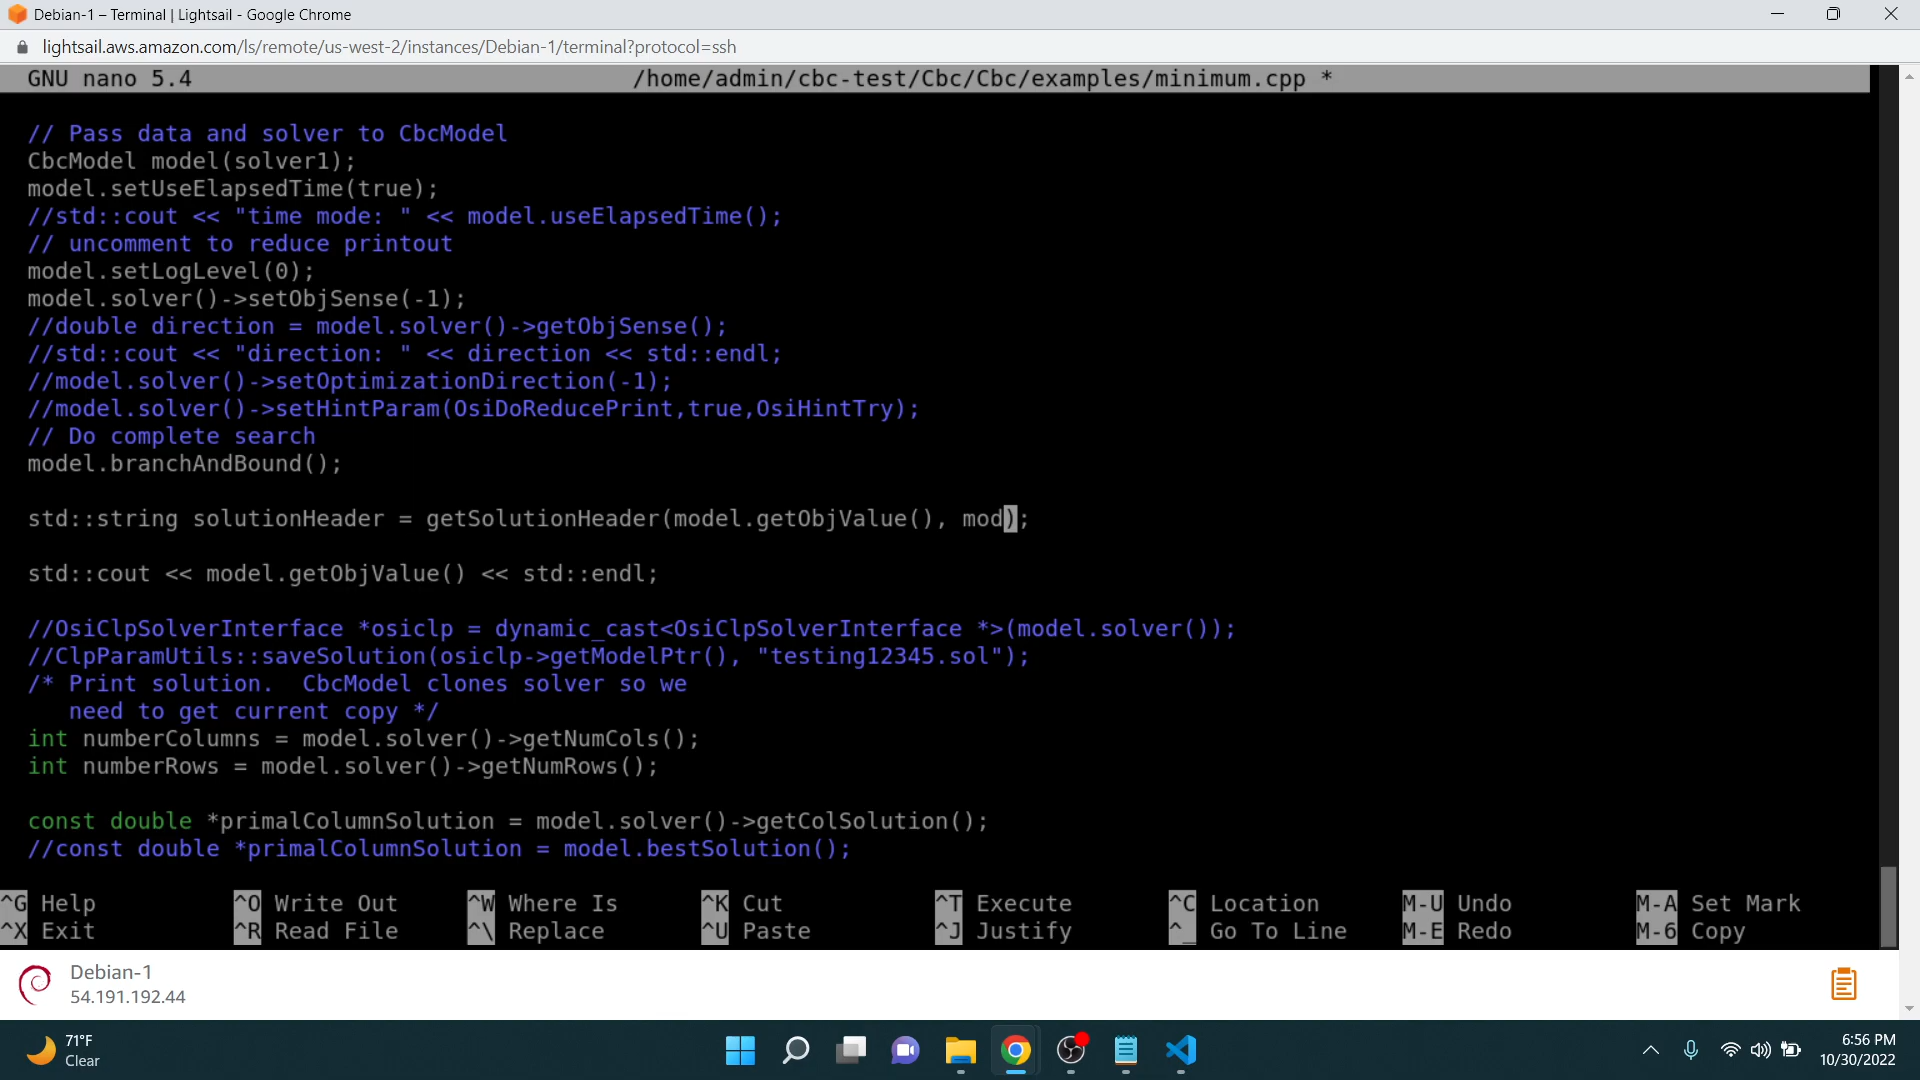 Debian-1 – Terminal | Lightsail - Google Chrome
lightsail.aws.amazon.com/ls/remote/us-west-2/instances/Debian-1/terminal?protocol=ssh
GNU nano 5.4 /home/admin/cbc-test/Cbc/Cbc/examples/minimum.cpp *
// Pass data and solver to CbcModel
CbcModel model(solver1);
model.setUseElapsedTime(true);
//std::cout << "time mode: " << model.useElapsedTime();
// uncomment to reduce printout
model.setLogLevel(0);
model.solver()->setObjSense(-1);
//double direction = model.solver()->getObjSense();
//std::cout << "direction: " << direction << std::endl;
//model.solver()->setOptimizationDirection(-1);
//model.solver()->setHintParam(OsiDoReducePrint,true,OsiHintTry);
// Do complete search
model.branchAndBound();
std::string solutionHeader = getSolutionHeader(model.getObjValue(), mod);
std::cout << model.getObjValue() << std::endl;
//OsiClpSolverInterface *osiclp = dynamic_cast<OsiClpSolverInterface *>(model.solver());
//ClpParamUtils::saveSolution(osiclp->getModelPtr(), "testing12345.sol");
/* Print solution.  CbcModel clones solver so we
need to get current copy */
int numberColumns = model.solver()->getNumCols();
int numberRows = model.solver()->getNumRows();
const double *primalColumnSolution = model.solver()->getColSolution();
//const double *primalColumnSolution = model.bestSolution();
^G Help ^O Write Out ^W Where Is ^K Cut ^T Execute ^C Location M-U Undo M-A Set Mark
^X Exit ^R Read File ^\ Replace ^U Paste ^J Justify ^_ Go To Line M-E Redo M-6 Copy
Debian-1
54.191.192.44
71°F
Clear
6:56 PM
10/30/2022